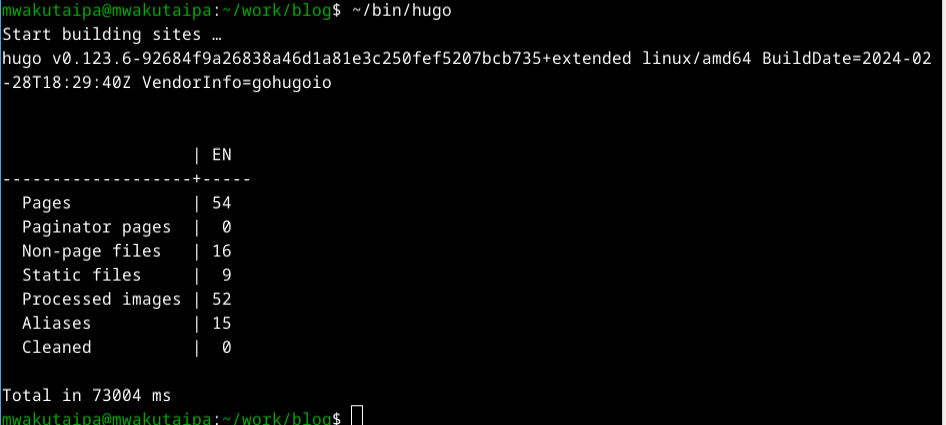 mwakutaipa@mwakutaipa:~/work/blog$ ~/bin/hugo
Start building sites …
hugo v0.123.6-92684f9a26838a46d1a81e3c250fef5207bcb735+extended linux/amd64 BuildDate=2024-02
-28T18:29:40Z VendorInfo=gohugoio
                   | EN
-------------------+-----
  Pages            | 54
  Paginator pages  |  0
  Non-page files   | 16
  Static files     |  9
  Processed images | 52
  Aliases          | 15
  Cleaned          |  0
Total in 73004 ms
mwakutaipa@mwakutaipa:~/work/blog$